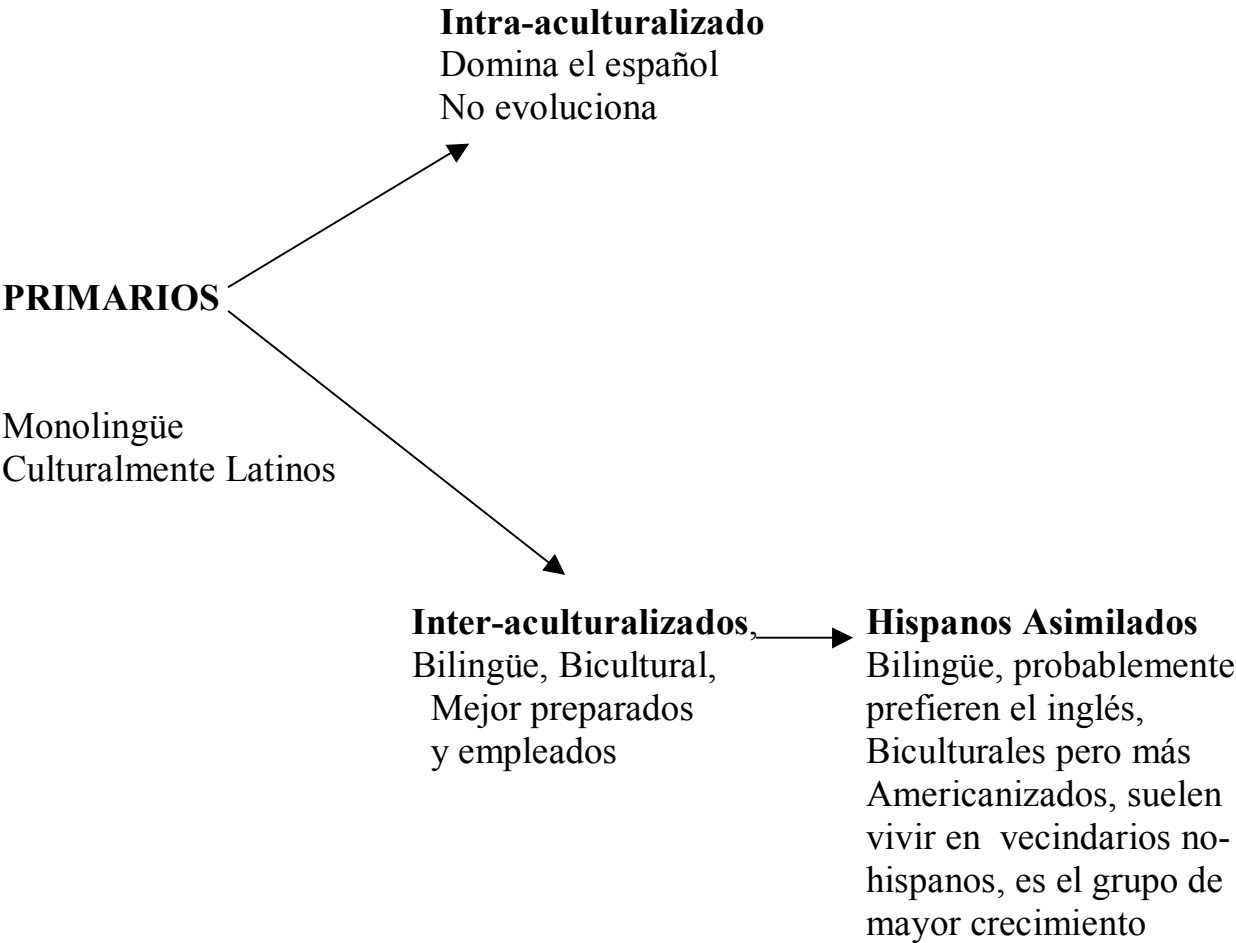 Intra-aculturalizado
Domina el español
No evoluciona
PRIMARIOS
Monolingüe
Culturalmente Latinos
Inter-aculturalizados,
Bilingüe, Bicultural,
Mejor preparados
y empleados
Hispanos Asimilados
Bilingüe, probablemente
prefieren el inglés,
Biculturales pero más
Americanizados, suelen
vivir en vecindarios no-
hispanos, es el grupo de
mayor crecimiento